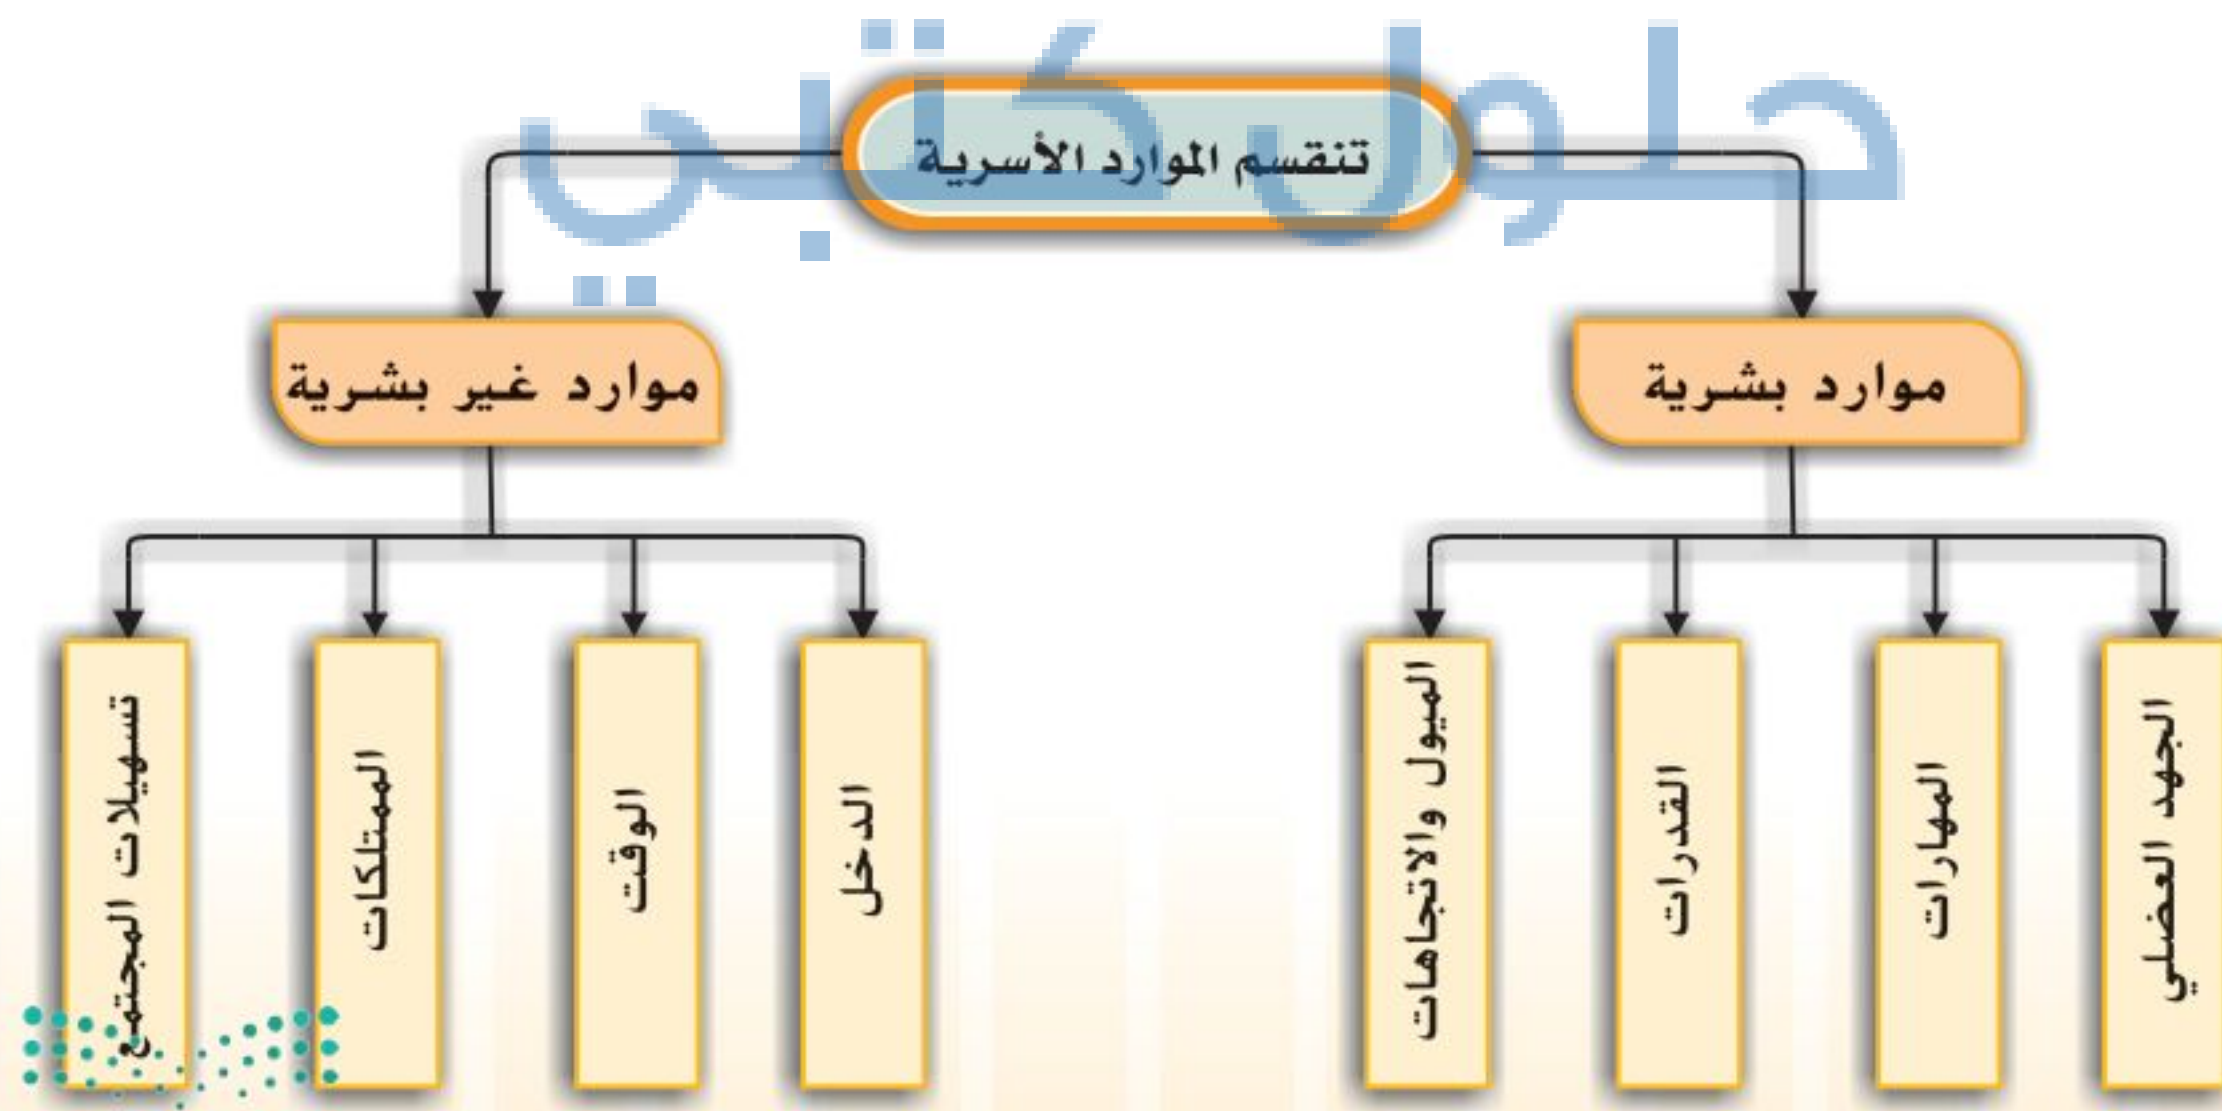 حلول كتابي
تنقسم الموارد الأسرية
موارد بشرية
موارد غير بشرية
الجهد العضلي
المهارات
القدرات
الميول والاتجاهات
الدخل
الوقت
الممتلكات
تسهيلات المجتمع